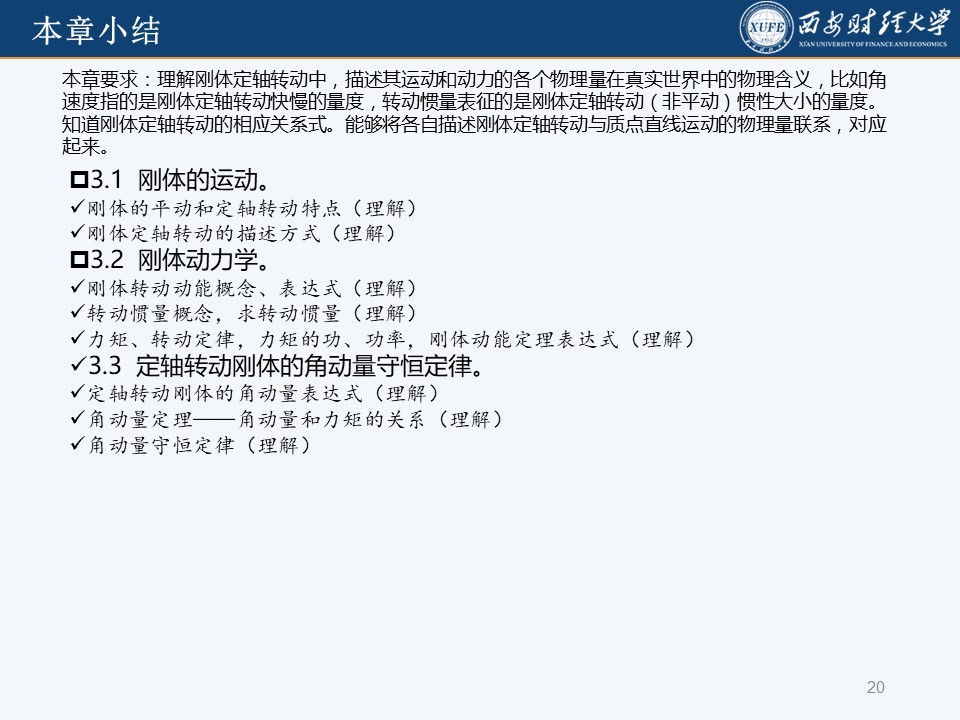 本章小结
XUFE
西安财经大学
XI'AN UNIVERSITY OF FINANCE AND ECONOMICS
本章要求：理解刚体定轴转动中，描述其运动和动力的各个物理量在真实世界中的物理含义，比如角
速度指的是刚体定轴转动快慢的量度，转动惯量表征的是刚体定轴转动（非平动）惯性大小的量度。
知道刚体定轴转动的相应关系式。能够将各自描述刚体定轴转动与质点直线运动的物理量联系，对应
起来。
3.1 刚体的运动。
✓刚体的平动和定轴转动特点（理解）
✓刚体定轴转动的描述方式（理解）
3.2 刚体动力学。
✓刚体转动动能概念、表达式（理解）
✓转动惯量概念，求转动惯量（理解）
✓力矩、转动定律，力矩的功、功率，刚体动能定理表达式（理解）
✓3.3 定轴转动刚体的角动量守恒定律。
✓定轴转动刚体的角动量表达式（理解）
✓角动量定理——角动量和力矩的关系（理解）
✓角动量守恒定律（理解）
20